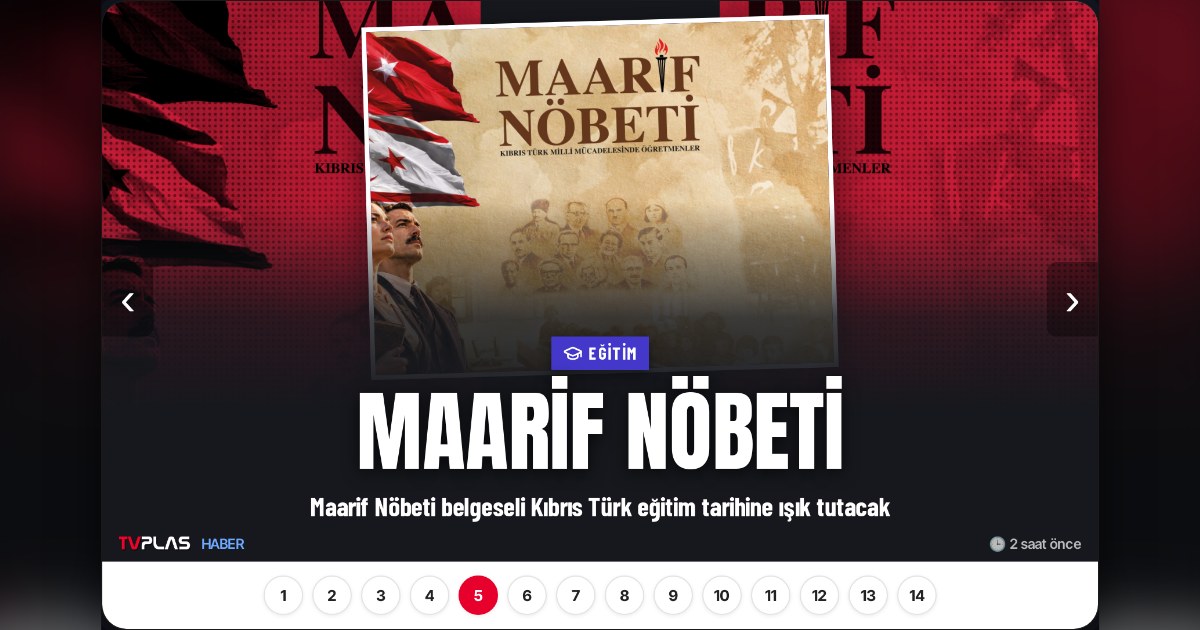 MAARİF
NÖBETİ
KIBRIS TÜRK MİLLİ MÜCADELESİNDE ÖĞRETMENLER
EĞİTİM
MAARİF NÖBETİ
Maarif Nöbeti belgeseli Kıbrıs Türk eğitim tarihine ışık tutacak
TVPLAS HABER
2 saat önce
1 2 3 4 5 6 7 8 9 10 11 12 13 14